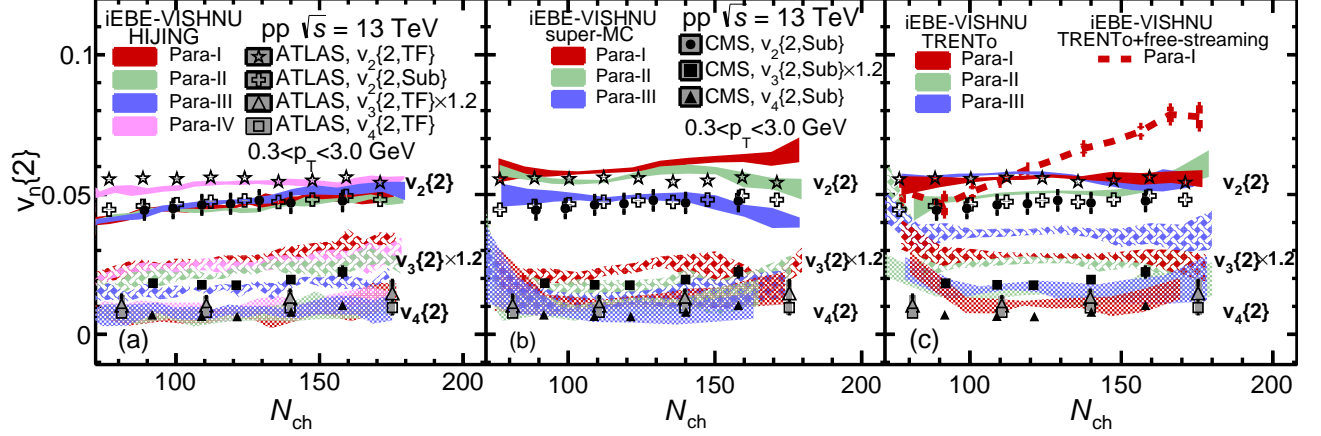 iEBE-VISHNU
HIJING
Para-I
Para-II
Para-III
Para-IV
pp √s = 13 TeV
ATLAS, v2{2,TF}
ATLAS, v2{2,Sub}
ATLAS, v3{2,TF}×1.2
ATLAS, v4{2,TF}
0.3<pT<3.0 GeV
v2{2}
v3{2}×1.2
v4{2}
(a)
iEBE-VISHNU
super-MC
Para-I
Para-II
Para-III
pp √s = 13 TeV
CMS, v2{2,Sub}
CMS, v3{2,Sub}×1.2
CMS, v4{2,Sub}
0.3<pT<3.0 GeV
v2{2}
v3{2}×1.2
v4{2}
(b)
iEBE-VISHNU
TRENTo
Para-I
Para-II
Para-III
iEBE-VISHNU
TRENTo+free-streaming
Para-I
v2{2}
v3{2}×1.2
v4{2}
(c)
vn{2}
0.1
0.05
0
100 150 200
100 150 200
100 150 200
Nch
Nch
Nch